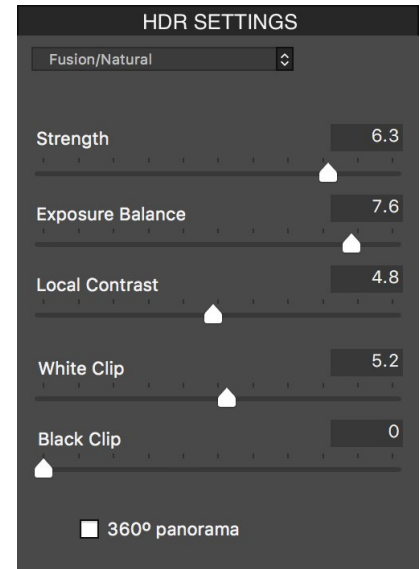 HDR SETTINGS
Fusion/Natural
Strength 6.3
Exposure Balance 7.6
Local Contrast 4.8
White Clip 5.2
Black Clip 0
360º panorama